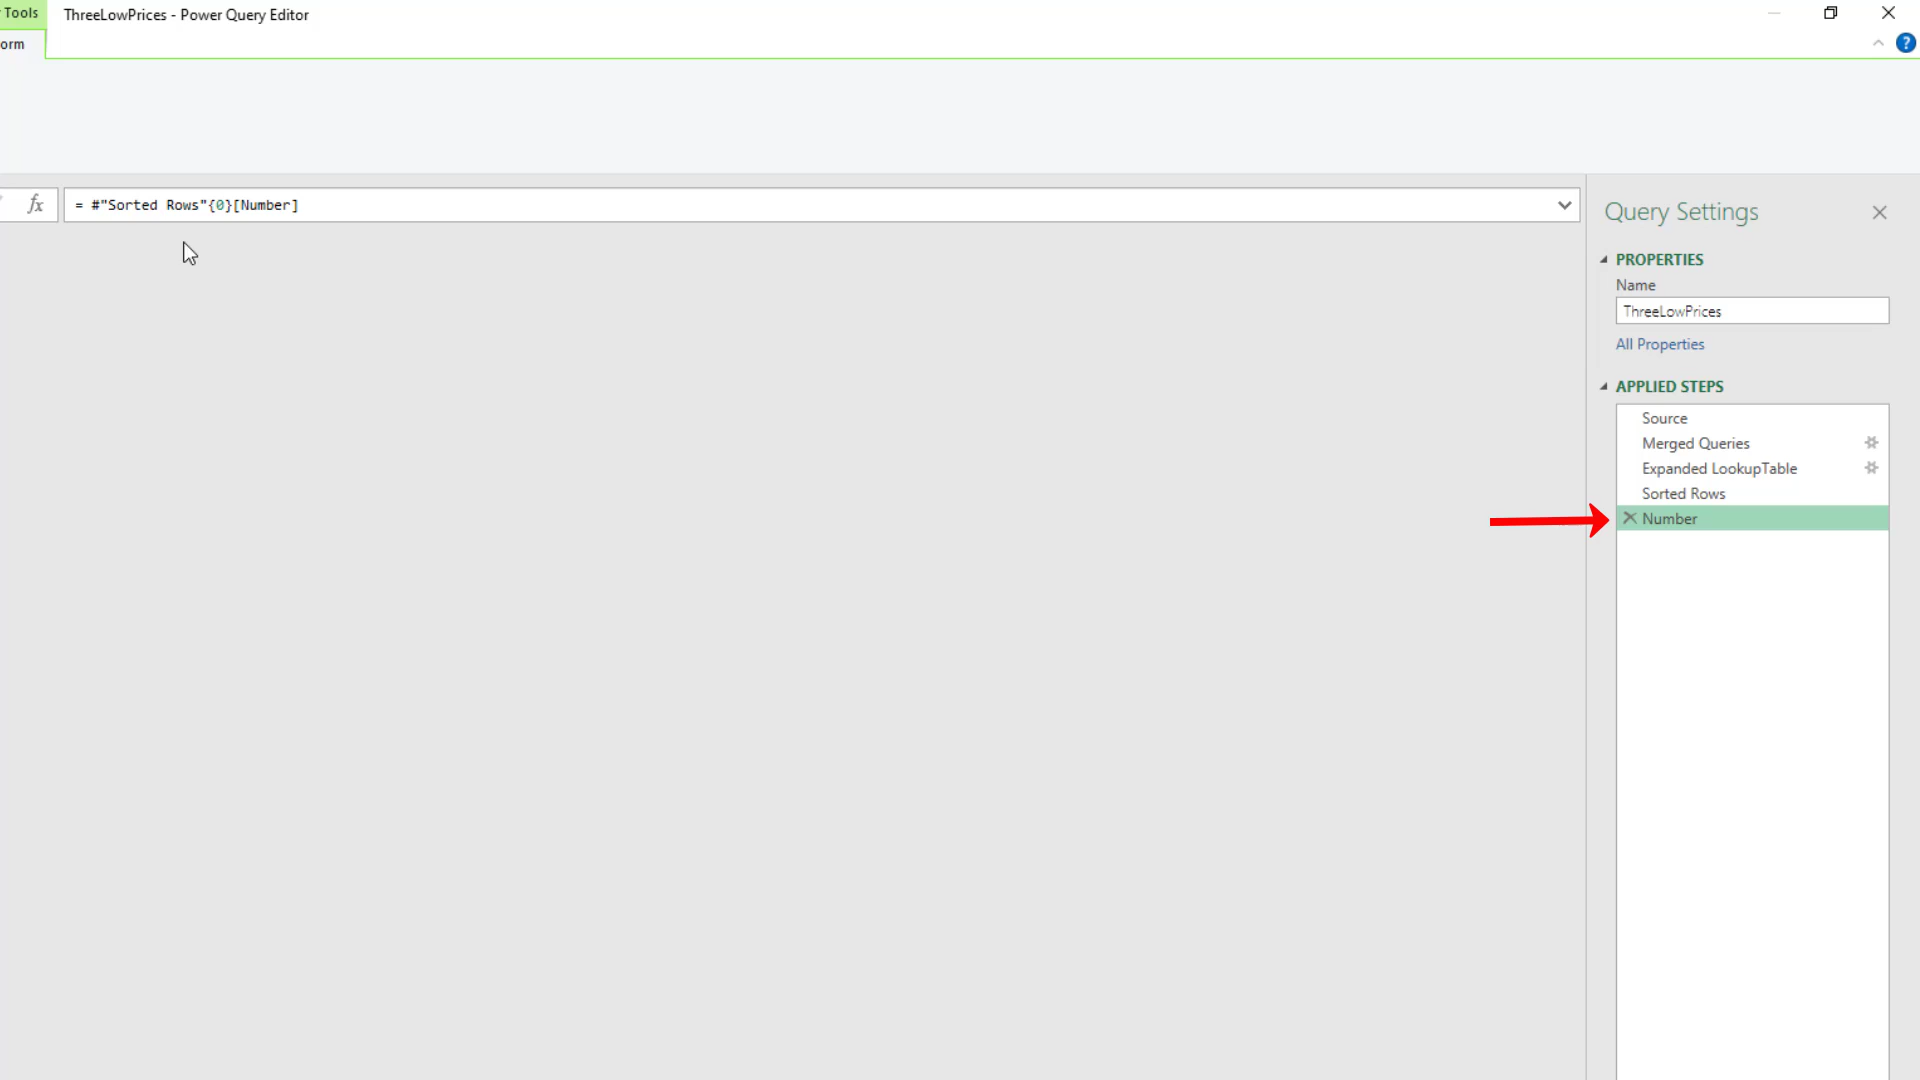 Tools
ThreeLowPrices - Power Query Editor
orm
?
fx
= #"Sorted Rows"{0}[Number]
Query Settings
PROPERTIES
Name
ThreeLowPrices
All Properties
APPLIED STEPS
Source
Merged Queries
Expanded LookupTable
Sorted Rows
Number